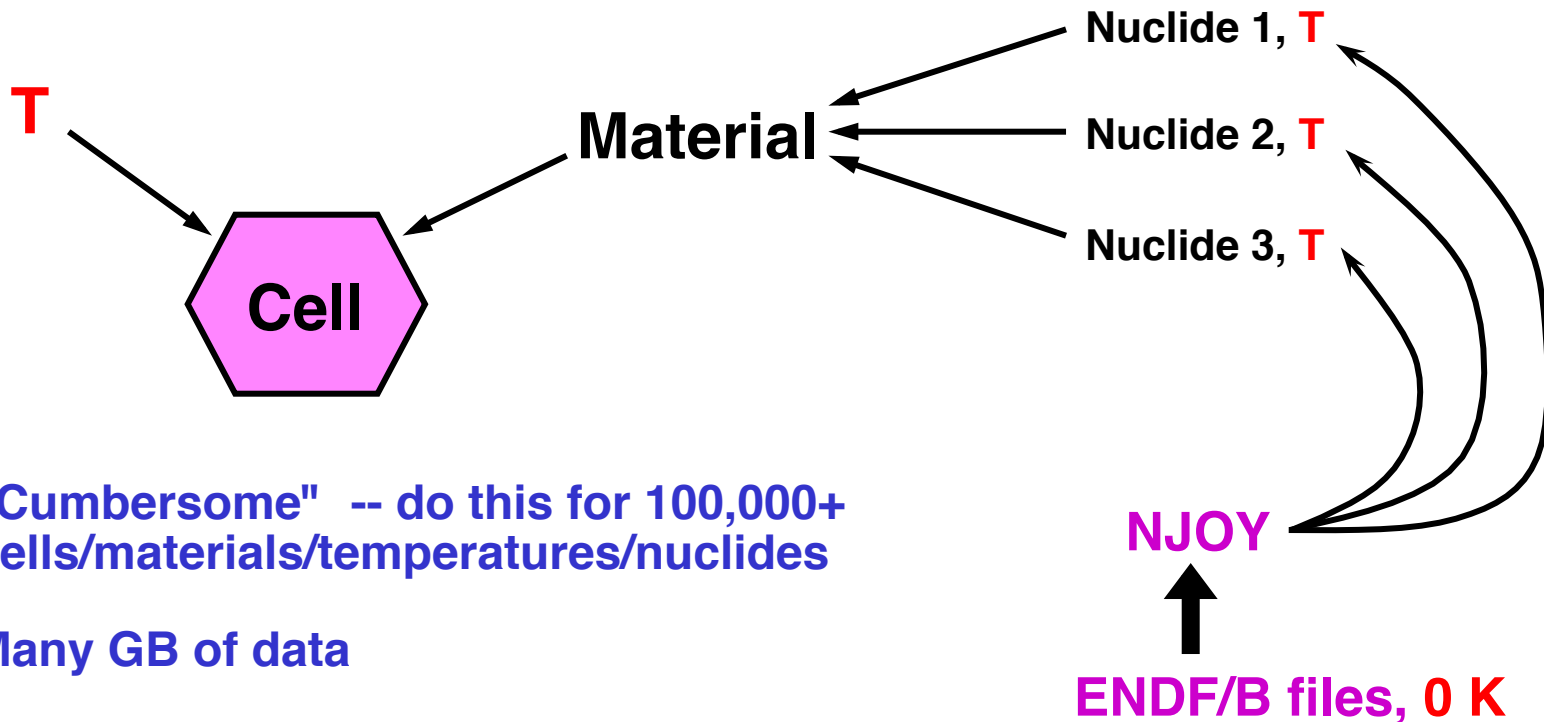 Nuclide 1, T
T
Material
Nuclide 2, T
Nuclide 3, T
Cell
Cumbersome" -- do this for 100,000+
ells/materials/temperatures/nuclides
NJOY
Many GB of data
ENDF/B files, 0 K